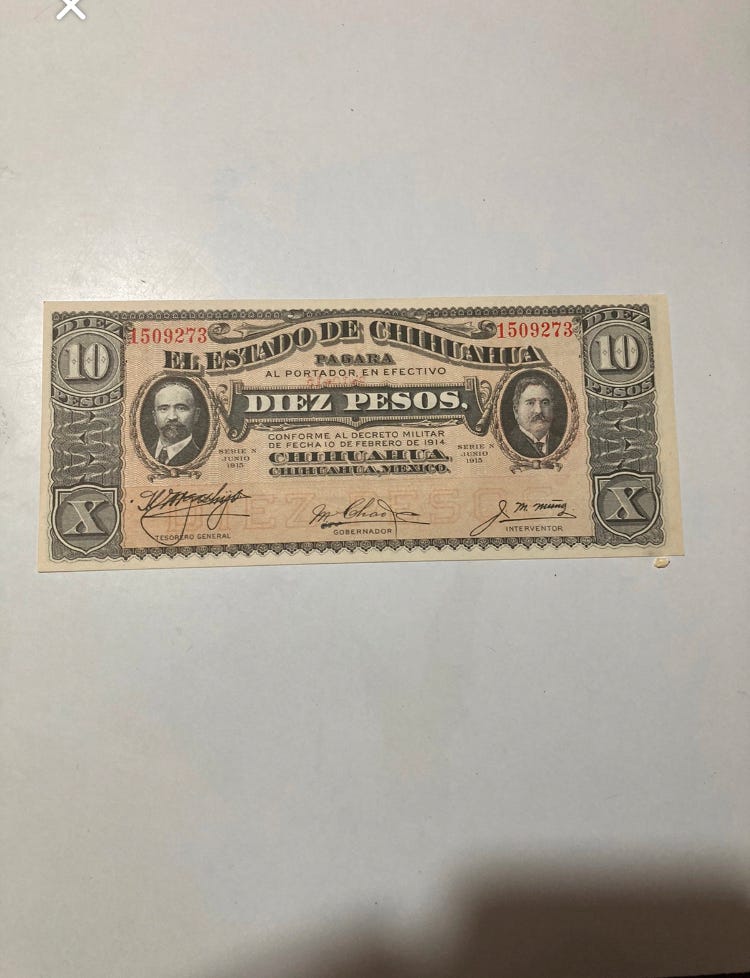 DIEZ
10
PESOS
1509273
EL ESTADO DE CHIHUAHUA
1509273
DIEZ
10
PESOS
PAGARA
AL PORTADOR, EN EFECTIVO
DIEZ PESOS,
CONFORME AL DECRETO MILITAR
DE FECHA 10 DE FEBRERO DE 1914.
CHIHUAHUA,
CHIHUAHUA, MEXICO.
SERIE N
JUNIO
1915
SERIE N
JUNIO
1915
X
X
DIEZ PESOS
TESORERO GENERAL
M Chao
GOBERNADOR
J. M. Muñoz
INTERVENTOR